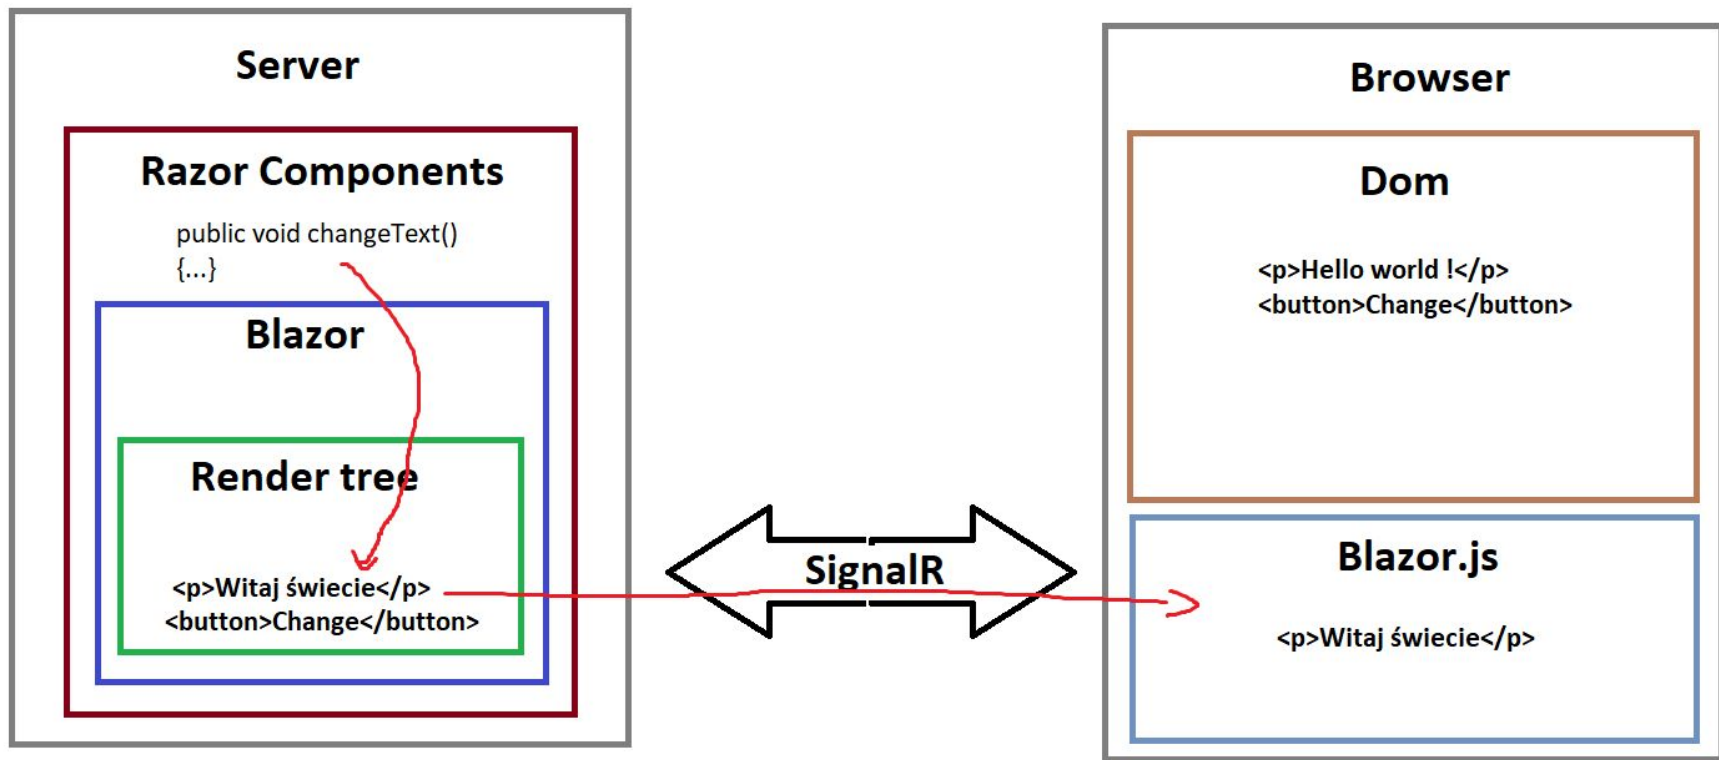 Server
Razor Components
public void changeText()
{...}
Blazor
Render tree
<p>Witaj świecie</p>
<button>Change</button>
SignalR
Browser
Dom
<p>Hello world !</p>
<button>Change</button>
Blazor.js
<p>Witaj świecie</p>